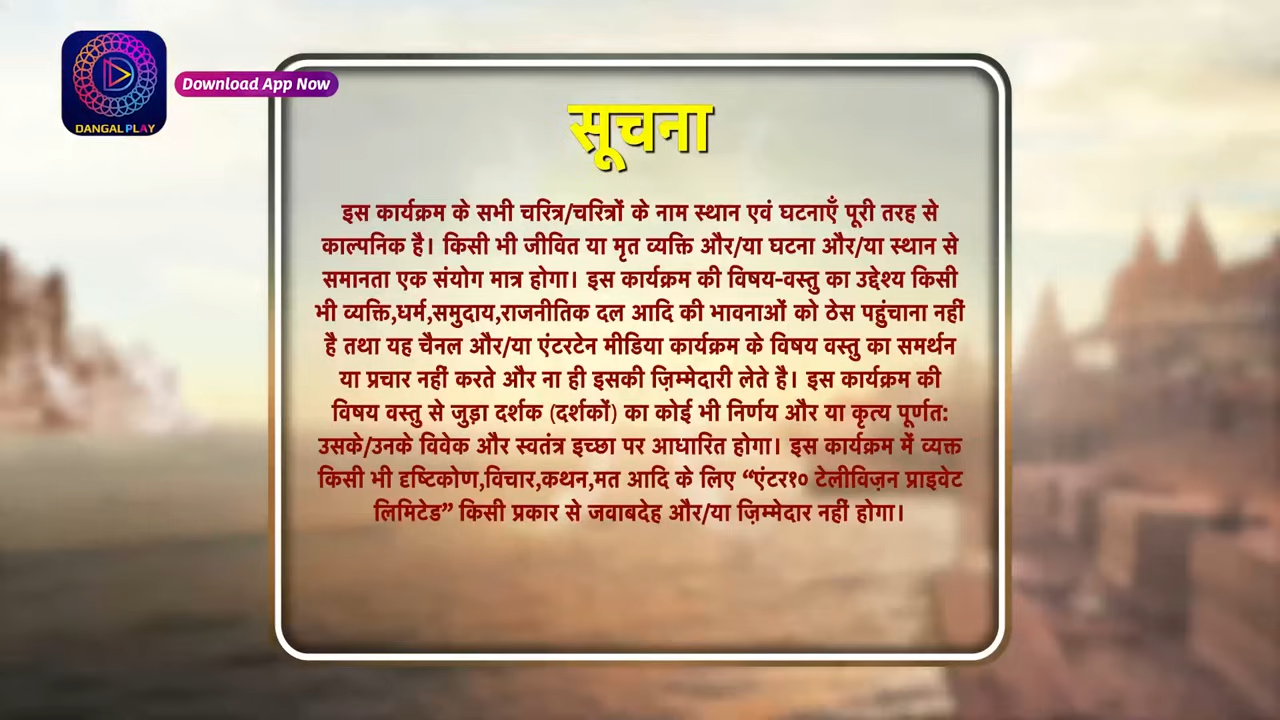 DANGAL PLAY
Download App Now
सूचना
इस कार्यक्रम के सभी चरित्र/चरित्रों के नाम स्थान एवं घटनाएँ पूरी तरह से
काल्पनिक है। किसी भी जीवित या मृत व्यक्ति और/या घटना और/या स्थान से
समानता एक संयोग मात्र होगा। इस कार्यक्रम की विषय-वस्तु का उद्देश्य किसी
भी व्यक्ति,धर्म,समुदाय,राजनीतिक दल आदि की भावनाओं को ठेस पहुंचाना नहीं
है तथा यह चैनल और/या एंटरटेन मीडिया कार्यक्रम के विषय वस्तु का समर्थन
या प्रचार नहीं करते और ना ही इसकी ज़िम्मेदारी लेते है। इस कार्यक्रम की
विषय वस्तु से जुड़ा दर्शक (दर्शकों) का कोई भी निर्णय और या कृत्य पूर्णत:
उसके/उनके विवेक और स्वतंत्र इच्छा पर आधारित होगा। इस कार्यक्रम में व्यक्त
किसी भी दृष्टिकोण,विचार,कथन,मत आदि के लिए “एंटर१० टेलीविज़न प्राइवेट
लिमिटेड” किसी प्रकार से जवाबदेह और/या ज़िम्मेदार नहीं होगा।